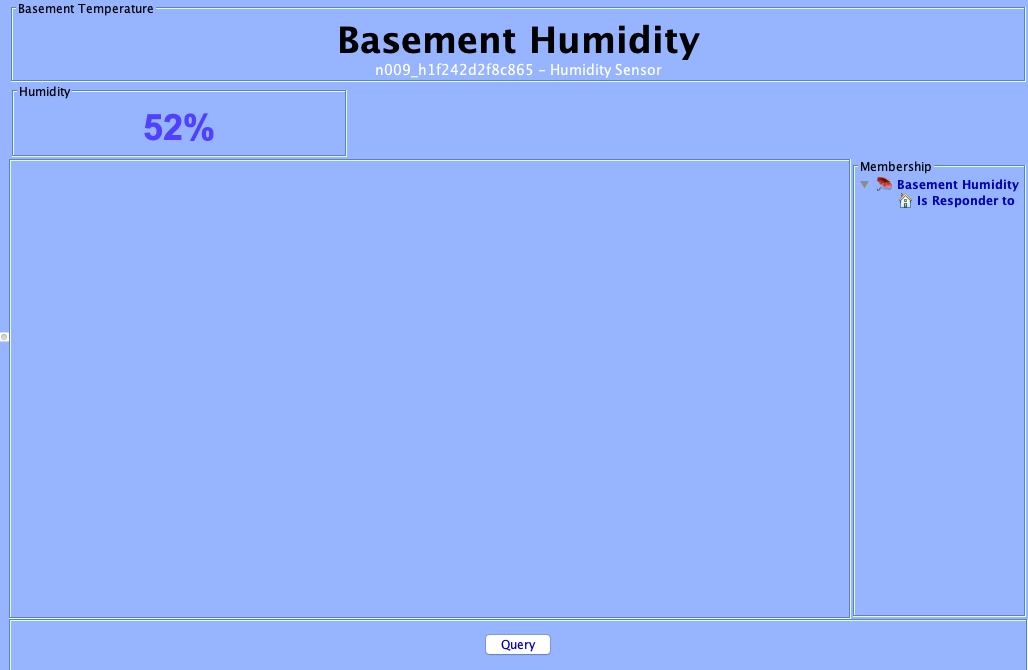 Basement Temperature
Basement Humidity
n009_h1f242d2f8c865 - Humidity Sensor
Humidity
52%
Membership
Basement Humidity
Is Responder to
Query